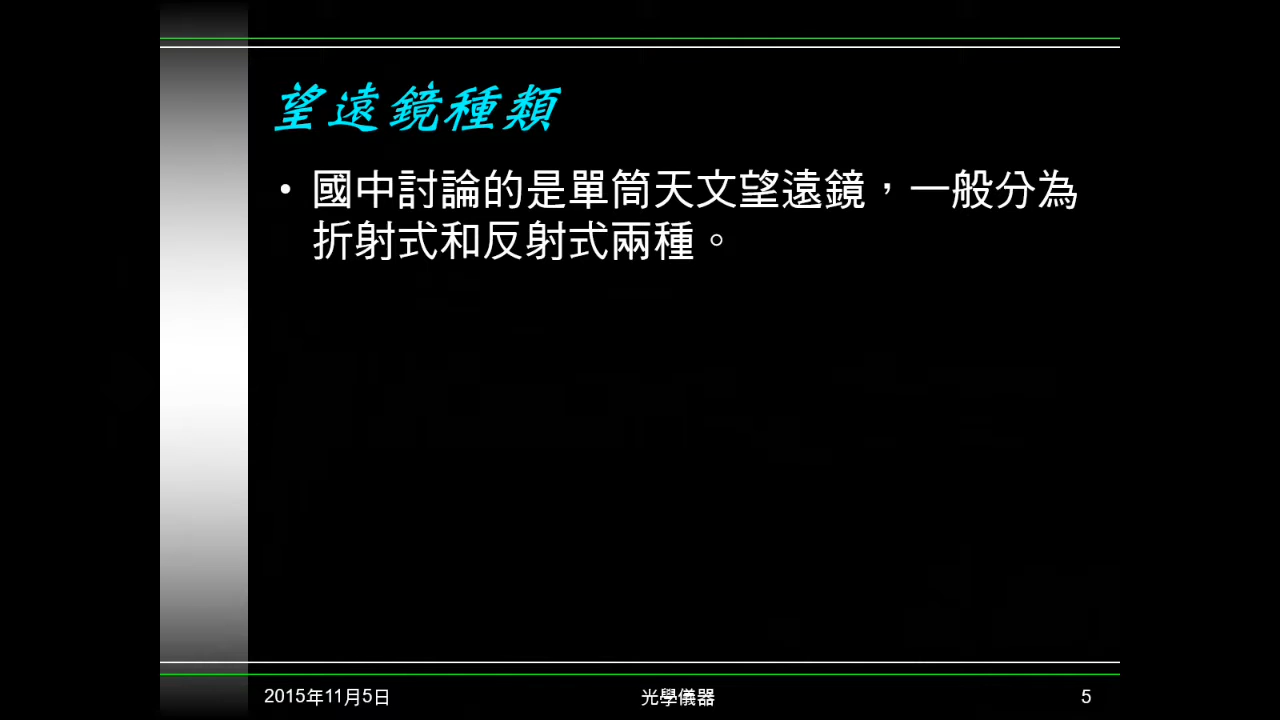 望遠鏡種類
• 國中討論的是單筒天文望遠鏡，一般分為
折射式和反射式兩種。
2015年11月5日
光學儀器
5